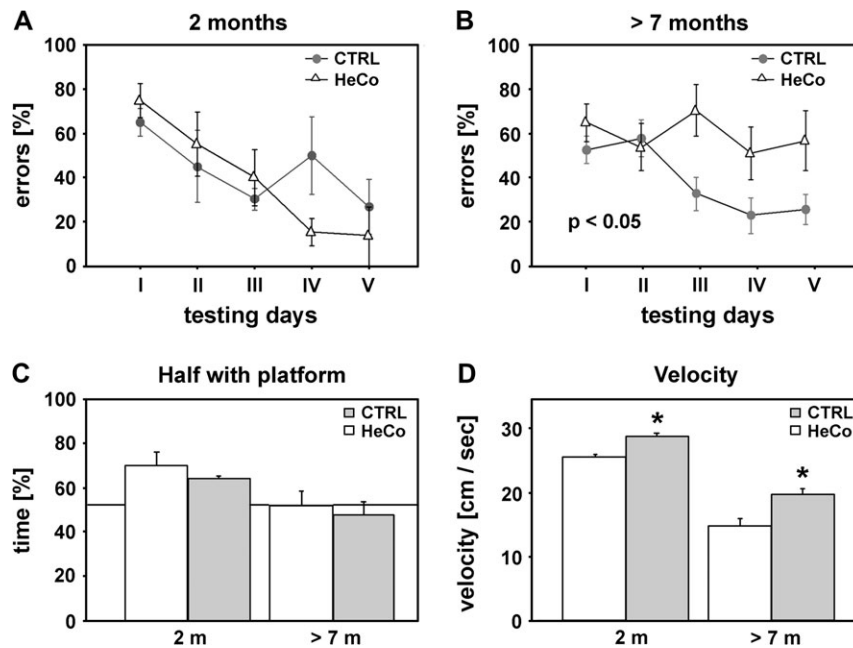 A
2 months
CTRL
HeCo
errors [%]
100
80
60
40
20
0
I II III IV V
testing days
B
> 7 months
CTRL
HeCo
errors [%]
100
80
60
40
20
0
p < 0.05
I II III IV V
testing days
C
Half with platform
CTRL
HeCo
time [%]
100
80
60
40
20
0
2 m > 7 m
D
Velocity
CTRL
HeCo
velocity [cm / sec]
30
20
10
0
* *
2 m > 7 m